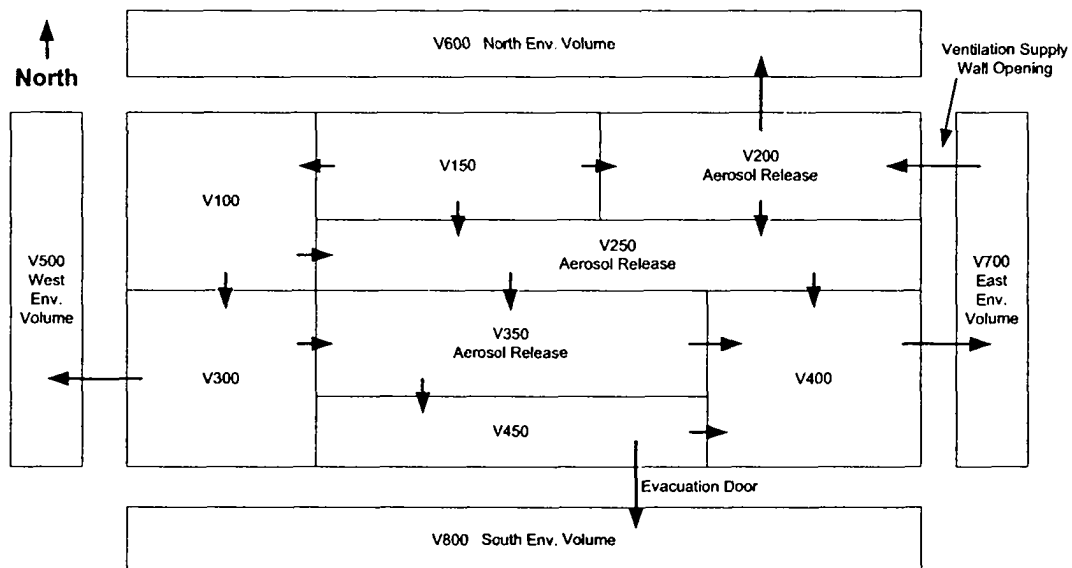 V600 North Env. Volume
Ventilation Supply
Wall Opening
North
V150
V200
Aerosol Release
V100
V250
Aerosol Release
V500
West
Env.
Volume
V700
East
Env.
Volume
V350
Aerosol Release
V300
V400
V450
Evacuation Door
V800 South Env. Volume